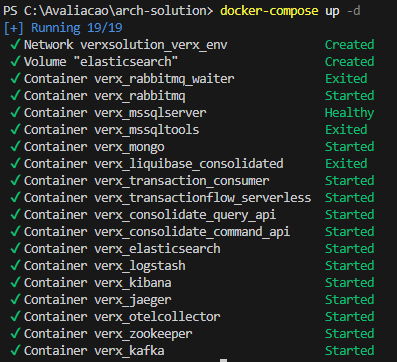 PS C:\Avaliacao\arch-solution> docker-compose up -d
[+] Running 19/19
✔ Network verxsolution_verx_env Created
✔ Volume "elasticsearch" Created
✔ Container verx_rabbitmq_waiter Exited
✔ Container verx_rabbitmq Started
✔ Container verx_mssqlserver Healthy
✔ Container verx_mssqltools Exited
✔ Container verx_mongo Started
✔ Container verx_liquibase_consolidated Exited
✔ Container verx_transaction_consumer Started
✔ Container verx_transactionflow_serverless Started
✔ Container verx_consolidate_query_api Started
✔ Container verx_consolidate_command_api Started
✔ Container verx_elasticsearch Started
✔ Container verx_logstash Started
✔ Container verx_kibana Started
✔ Container verx_jaeger Started
✔ Container verx_otelcollector Started
✔ Container verx_zookeeper Started
✔ Container verx_kafka Started